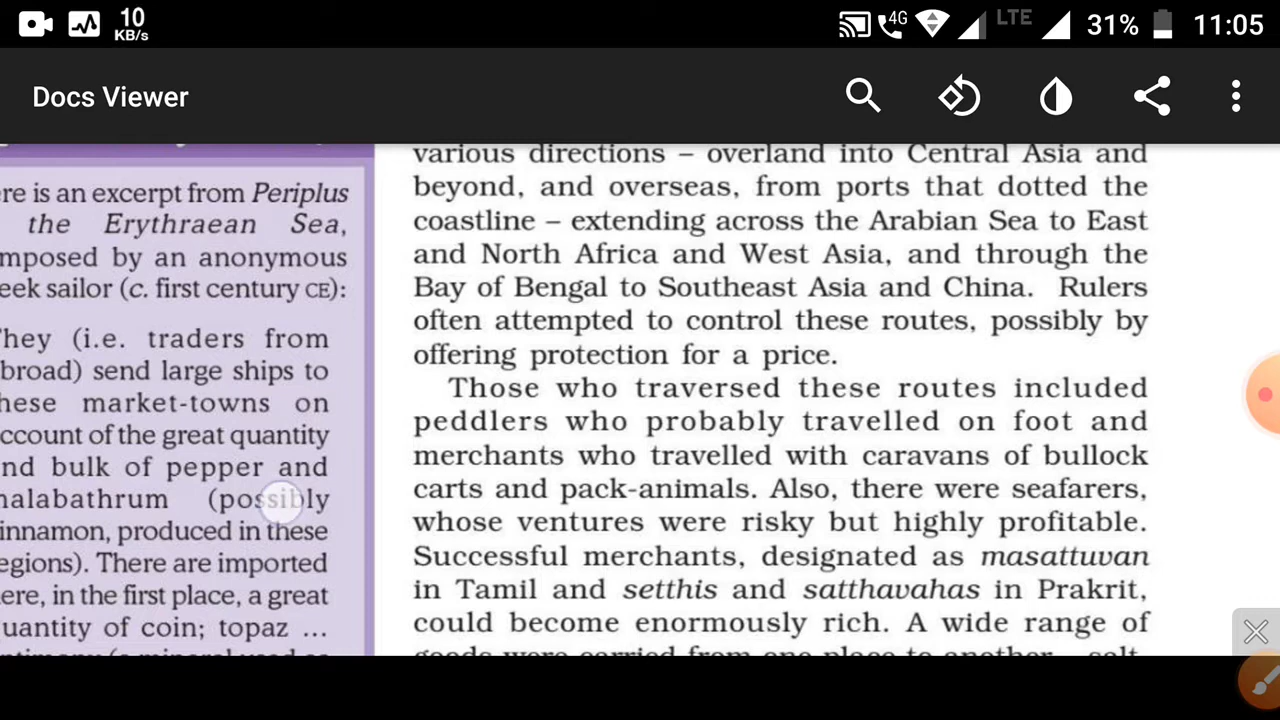 10
KB/s
4G
LTE
31%
11:05
Docs Viewer
ere is an excerpt from Periplus
the Erythraean Sea,
mposed by an anonymous
eek sailor (c. first century CE):
hey (i.e. traders from
broad) send large ships to
hese market-towns on
ccount of the great quantity
nd bulk of pepper and
alabathrum (possibly
innamon, produced in these
egions). There are imported
ere, in the first place, a great
uantity of coin; topaz ...
various directions – overland into Central Asia and
beyond, and overseas, from ports that dotted the
coastline – extending across the Arabian Sea to East
and North Africa and West Asia, and through the
Bay of Bengal to Southeast Asia and China. Rulers
often attempted to control these routes, possibly by
offering protection for a price.
Those who traversed these routes included
peddlers who probably travelled on foot and
merchants who travelled with caravans of bullock
carts and pack-animals. Also, there were seafarers,
whose ventures were risky but highly profitable.
Successful merchants, designated as masattuvan
in Tamil and setthis and satthavahas in Prakrit,
could become enormously rich. A wide range of
goods were carried from one place to another – salt,